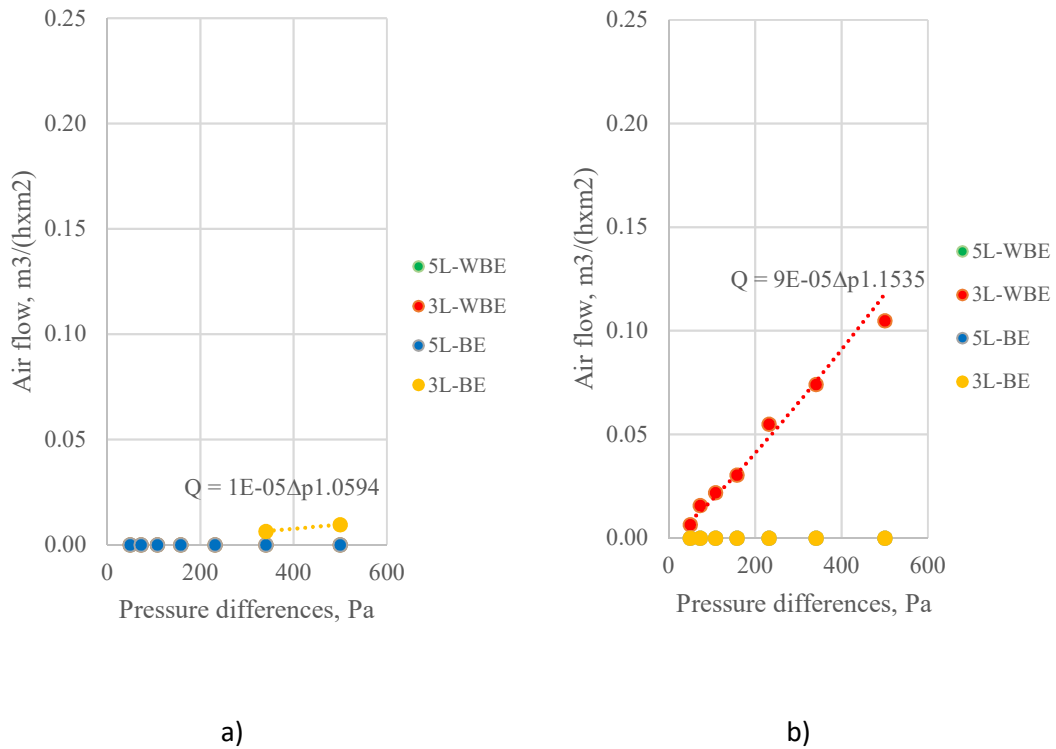 0.25
0.20
0.15
0.10
0.05
0.00
0
200
400
600
Air flow, m3/(hxm2)
Pressure differences, Pa
Q = 1E-05Δp1.0594
5L-WBE
3L-WBE
5L-BE
3L-BE
a)
0.25
0.20
0.15
0.10
0.05
0.00
0
200
400
600
Air flow, m3/(hxm2)
Pressure differences, Pa
Q = 9E-05Δp1.1535
5L-WBE
3L-WBE
5L-BE
3L-BE
b)